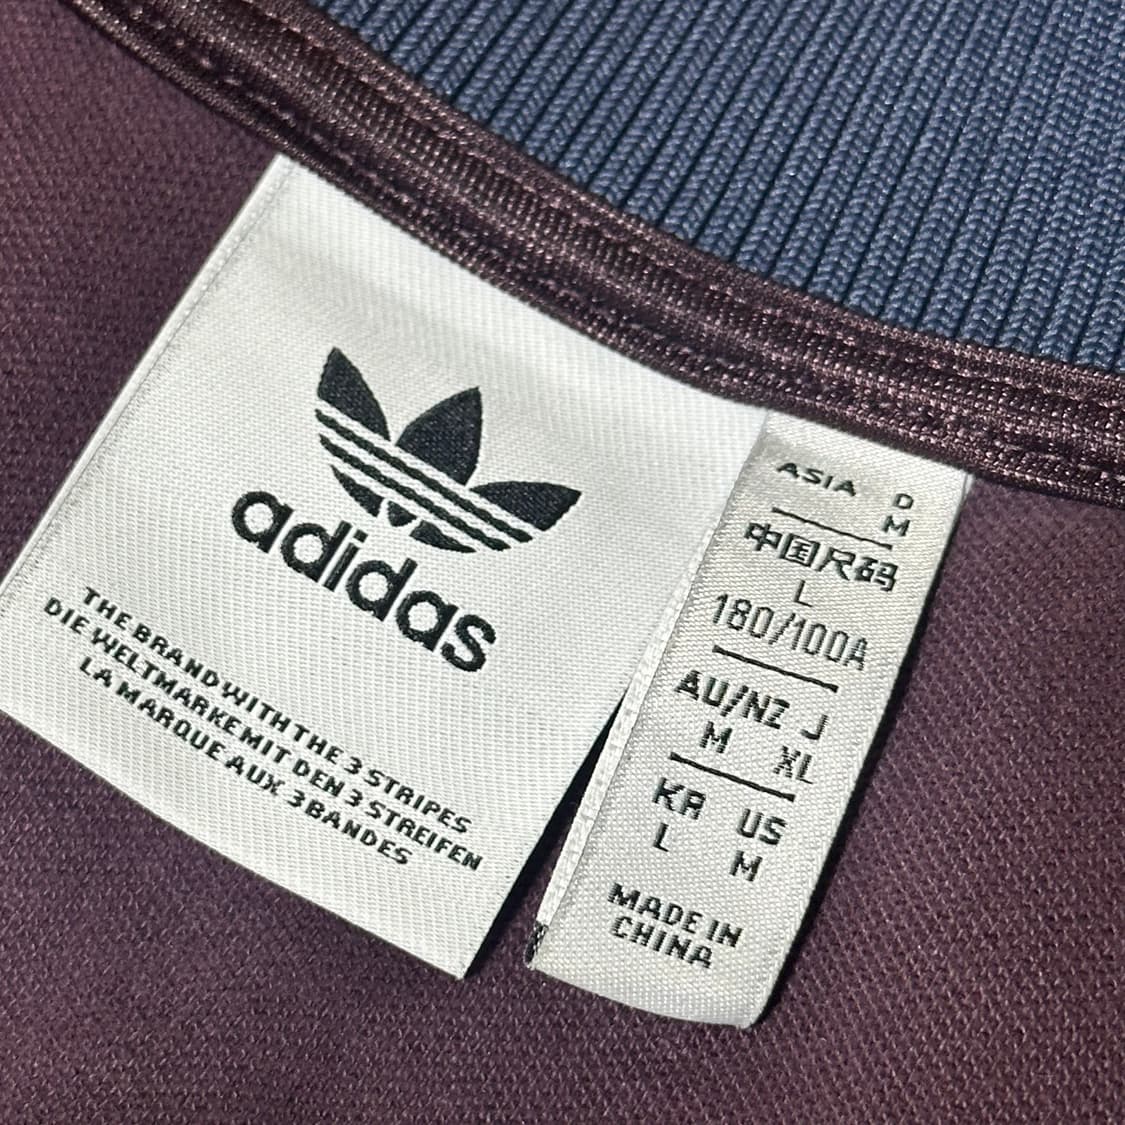 adidas
THE BRAND WITH THE 3 STRIPES
DIE WELTMARKE MIT DEN 3 STREIFEN
LA MARQUE AUX 3 BANDES
ASIA D
M
中国尺码
L
180/100A
AU/NZ J
M XL
KR US
L M
MADE IN
CHINA